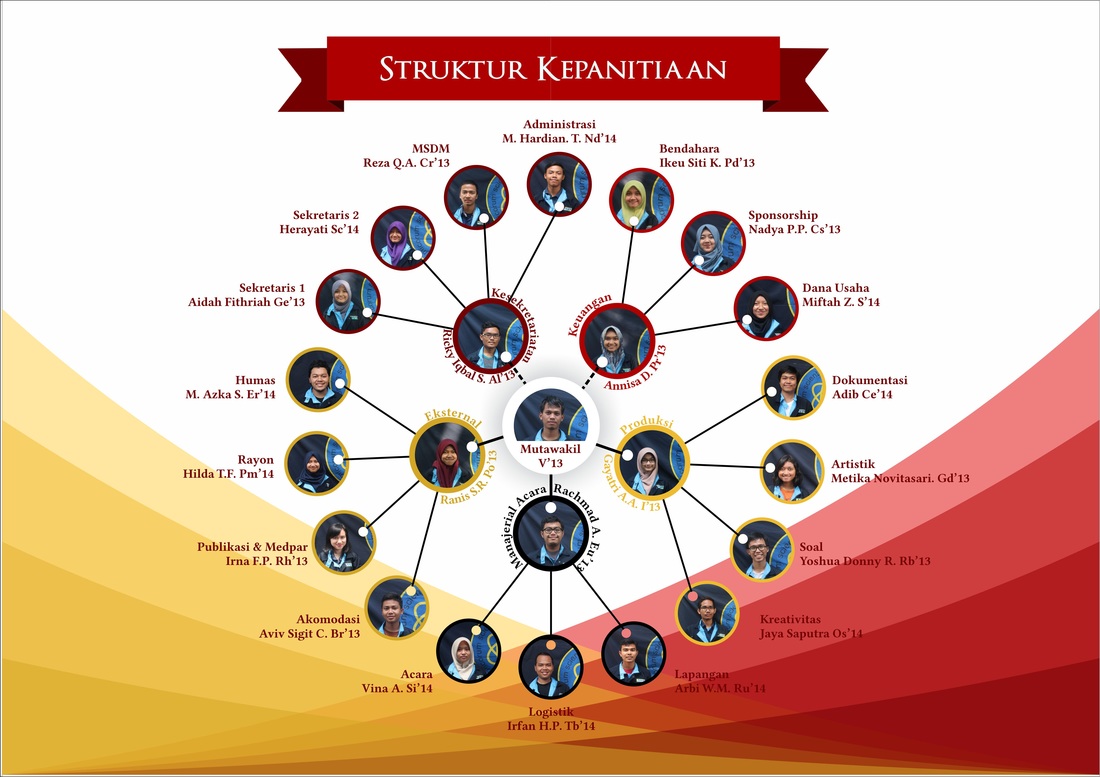 STRUKTUR KEPANITIAAN
Administrasi
M. Hardian. T. Nd'14
MSDM
Reza Q.A. Cr'13
Bendahara
Ikeu Siti K. Pd'13
Sekretaris 2
Herayati Sc'14
Sponsorship
Nadya P.P. Cs'13
Sekretaris 1
Aidah Fithriah Ge'13
Dana Usaha
Miftah Z. S'14
Kesekretariatan
Ricky Iqbal S. Al'13
Keuangan
Annisa D. Pr'13
Humas
M. Azka S. Er'14
Dokumentasi
Adib Ce'14
Eksternal
Ranis S.R. Po'13
Mutawakil
V'13
Produksi
Gayatri A.A. I'13
Rayon
Hilda T.F. Pm'14
Artistik
Metika Novitasari. Gd'13
Manajerial Acara
Rachmad A. Eu'13
Publikasi & Medpar
Irna F.P. Rh'13
Soal
Yoshua Donny R. Rb'13
Akomodasi
Aviv Sigit C. Br'13
Kreativitas
Jaya Saputra Os'14
Acara
Vina A. Si'14
Lapangan
Arbi W.M. Ru'14
Logistik
Irfan H.P. Tb'14